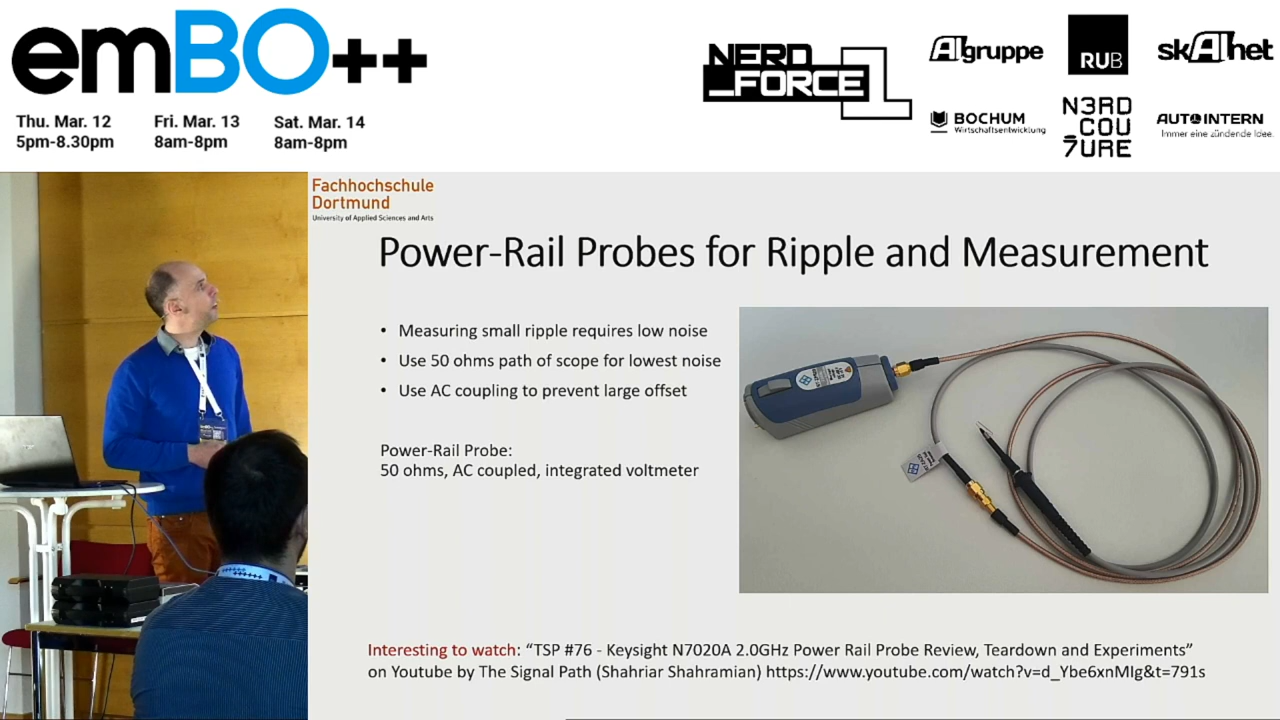 emBO++
Thu. Mar. 12
5pm-8.30pm
Fri. Mar. 13
8am-8pm
Sat. Mar. 14
8am-8pm
NERD
_FORCE1
AIgruppe
RUB
skAInet
BOCHUM
Wirtschaftsentwicklung
N3RD
COU
7URE
AUTOINTERN
Immer eine zündende Idee.
Fachhochschule
Dortmund
University of Applied Sciences and Arts
Power-Rail Probes for Ripple and Measurement
• Measuring small ripple requires low noise
• Use 50 ohms path of scope for lowest noise
• Use AC coupling to prevent large offset
Power-Rail Probe:
50 ohms, AC coupled, integrated voltmeter
Interesting to watch: “TSP #76 - Keysight N7020A 2.0GHz Power Rail Probe Review, Teardown and Experiments”
on Youtube by The Signal Path (Shahriar Shahramian) https://www.youtube.com/watch?v=d_Ybe6xnMIg&t=791s